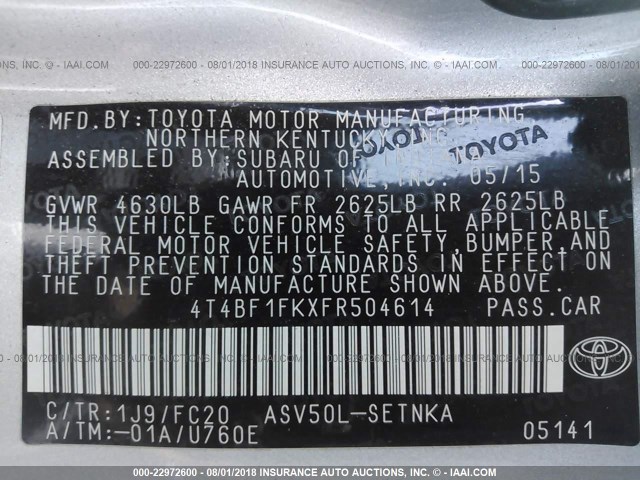 000-22972600 - 08/01/2018 - INSURANCE AUTO AUCTIONS, INC. -
MFD.BY:TOYOTA MOTOR MANUFACTURING
NORTHERN KENTUCKY, INC.
TOYOTA
ASSEMBLED BY:SUBARU OF INDIANA
AUTOMOTIVE,INC. 05/15
GVWR 4630LB GAWR FR 2625LB RR 2625LB
THIS VEHICLE CONFORMS TO ALL APPLICABLE
FEDERAL MOTOR VEHICLE SAFETY,BUMPER,AND
THEFT PREVENTION STANDARDS IN EFFECT ON
THE DATE OF MANUFACTURE SHOWN ABOVE.
4T4BF1FKXFR504614 PASS.CAR
C/TR:1J9/FC20 ASV50L-SETNKA
A/TM:-01A/U760E 05141
TOYOTA
000-22972600 - 08/01/2018 - INSURANCE AUTO AUCTIONS, INC. -